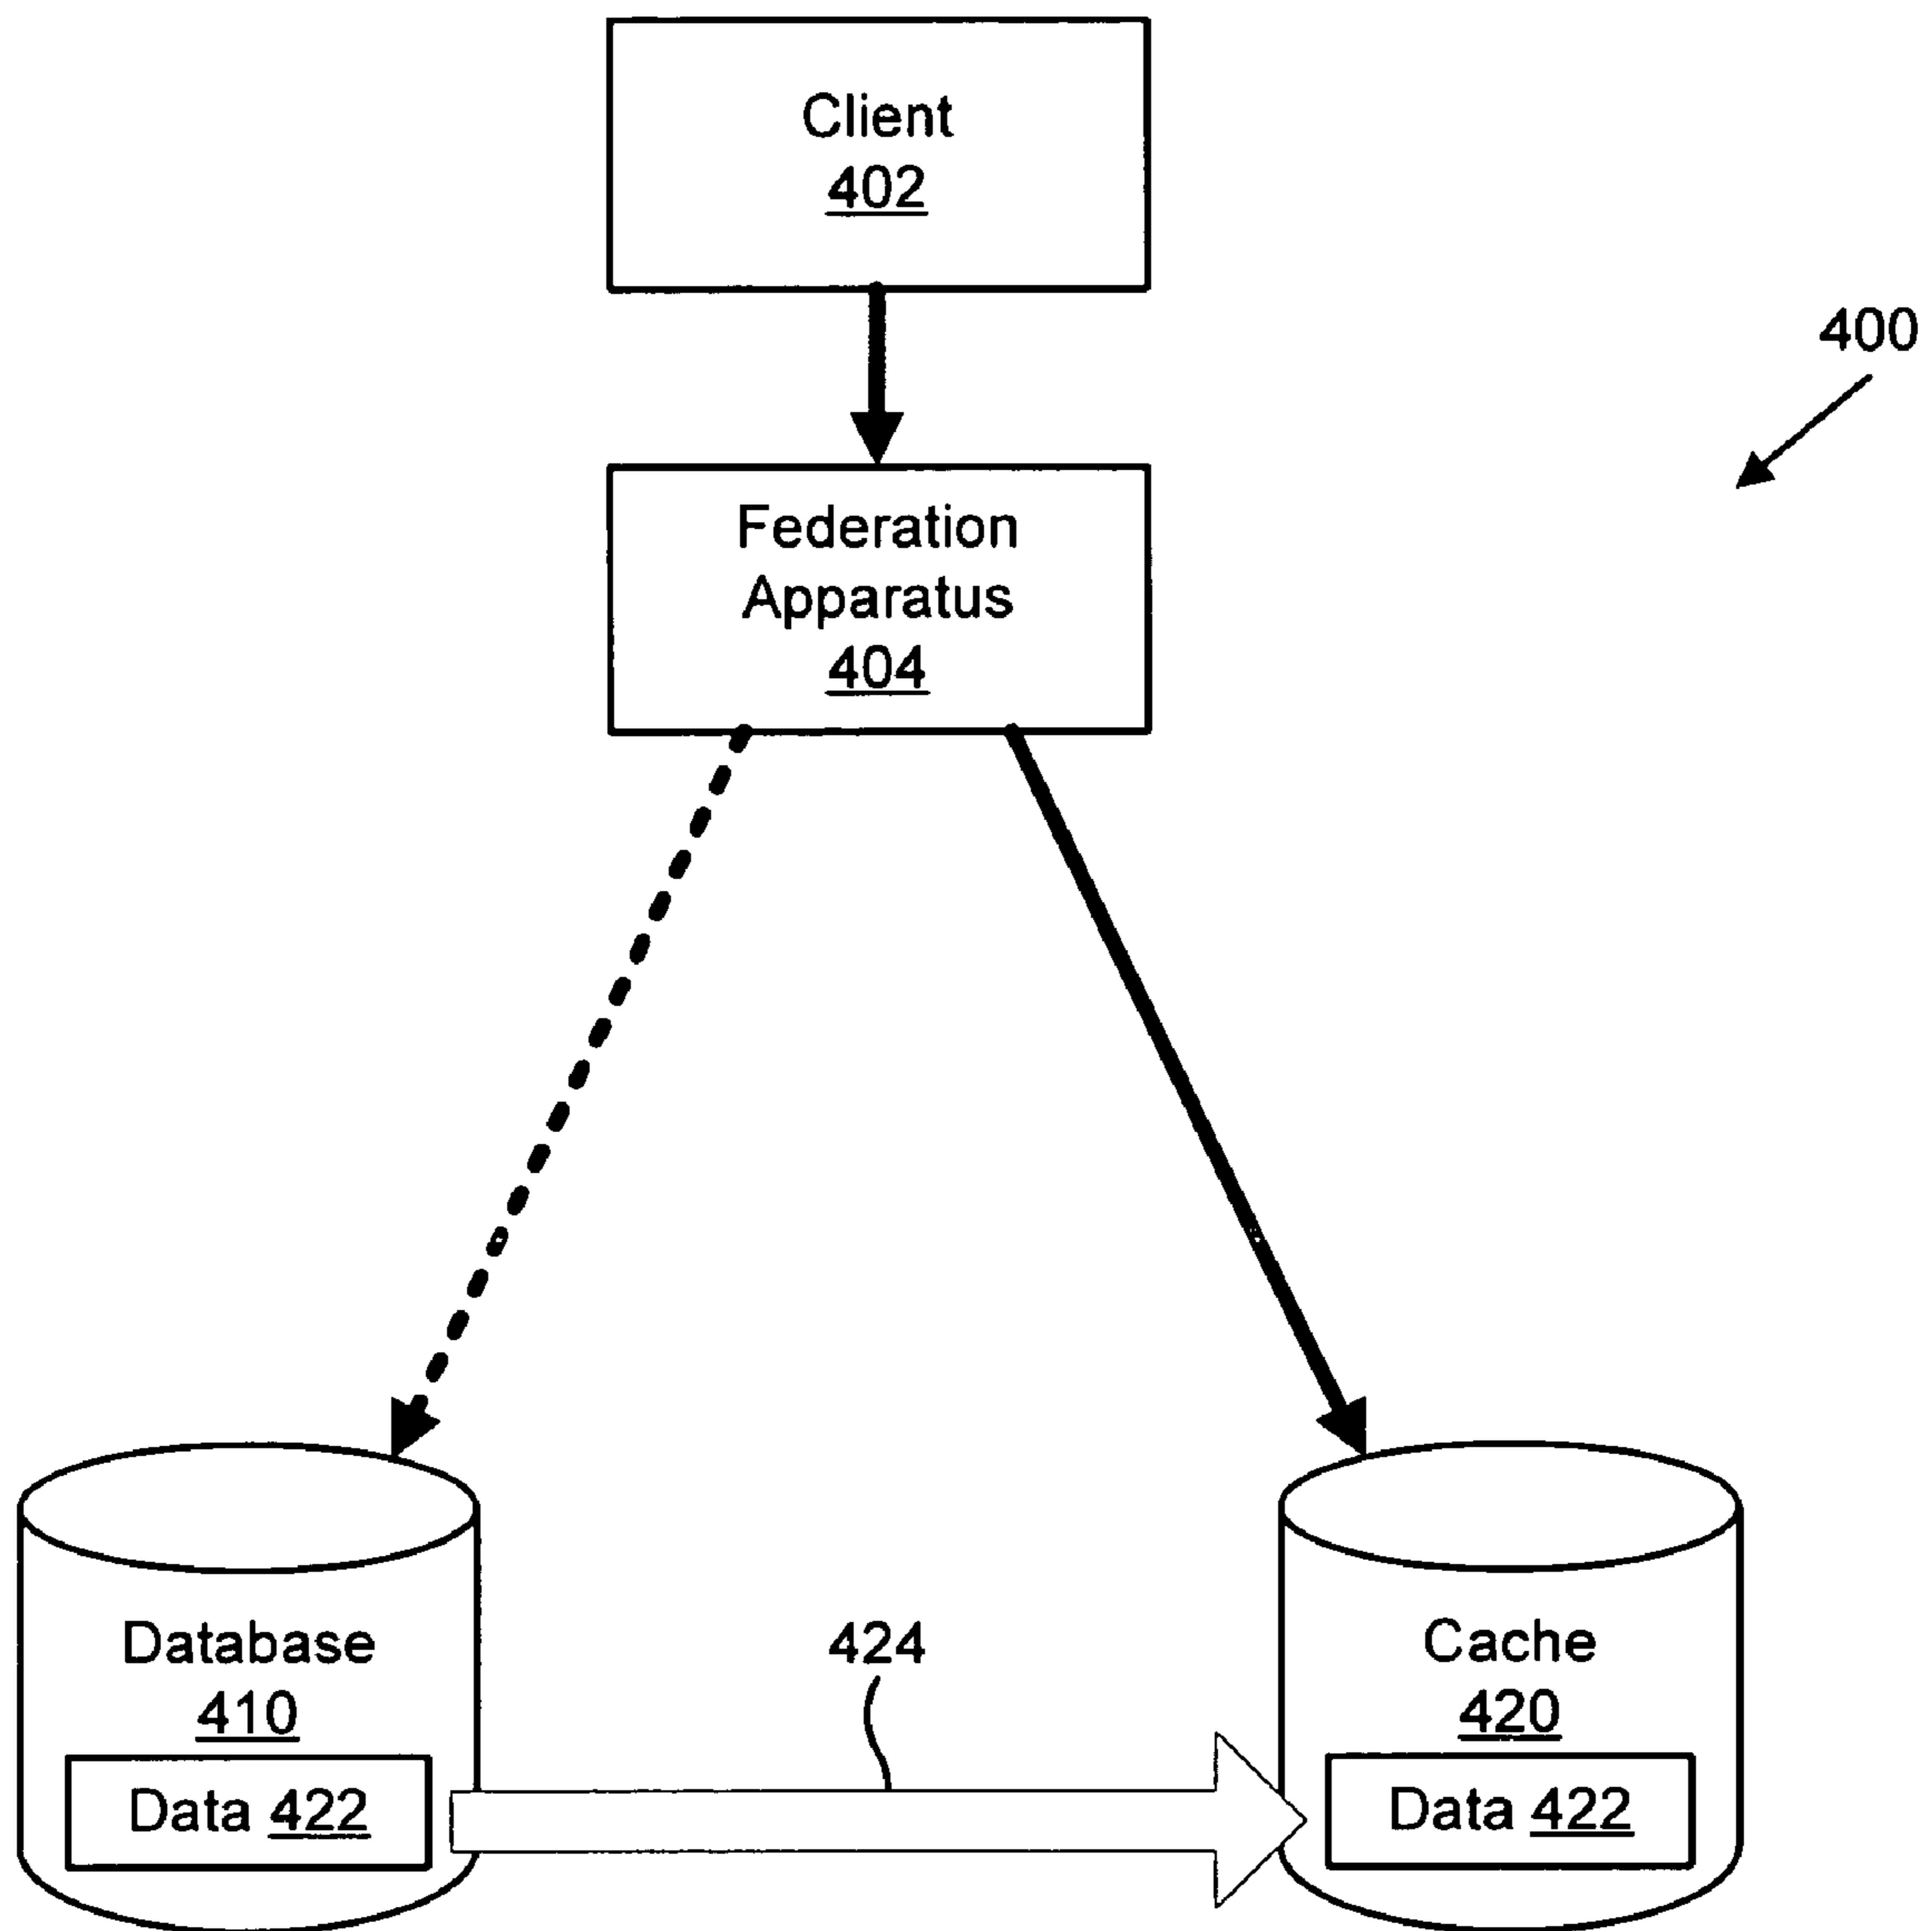 Client
402
400
Federation
Apparatus
404
Database
410
Data 422
424
Cache
420
Data 422